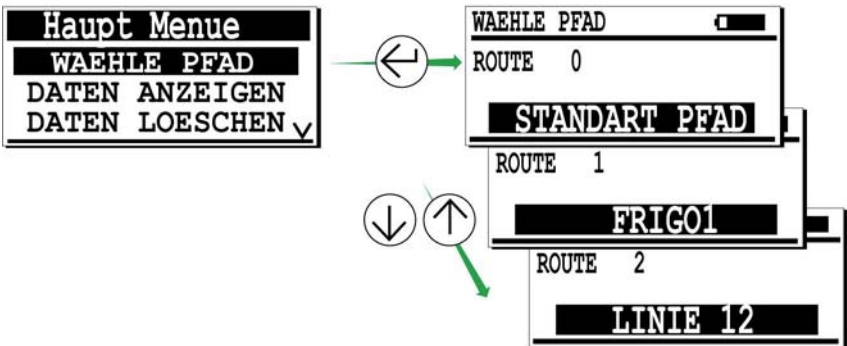 Haupt Menue
WAEHLE PFAD
DATEN ANZEIGEN
DATEN LOESCHEN
WAEHLE PFAD
ROUTE 0
STANDART PFAD
ROUTE 1
FRIGO1
ROUTE 2
LINIE 12